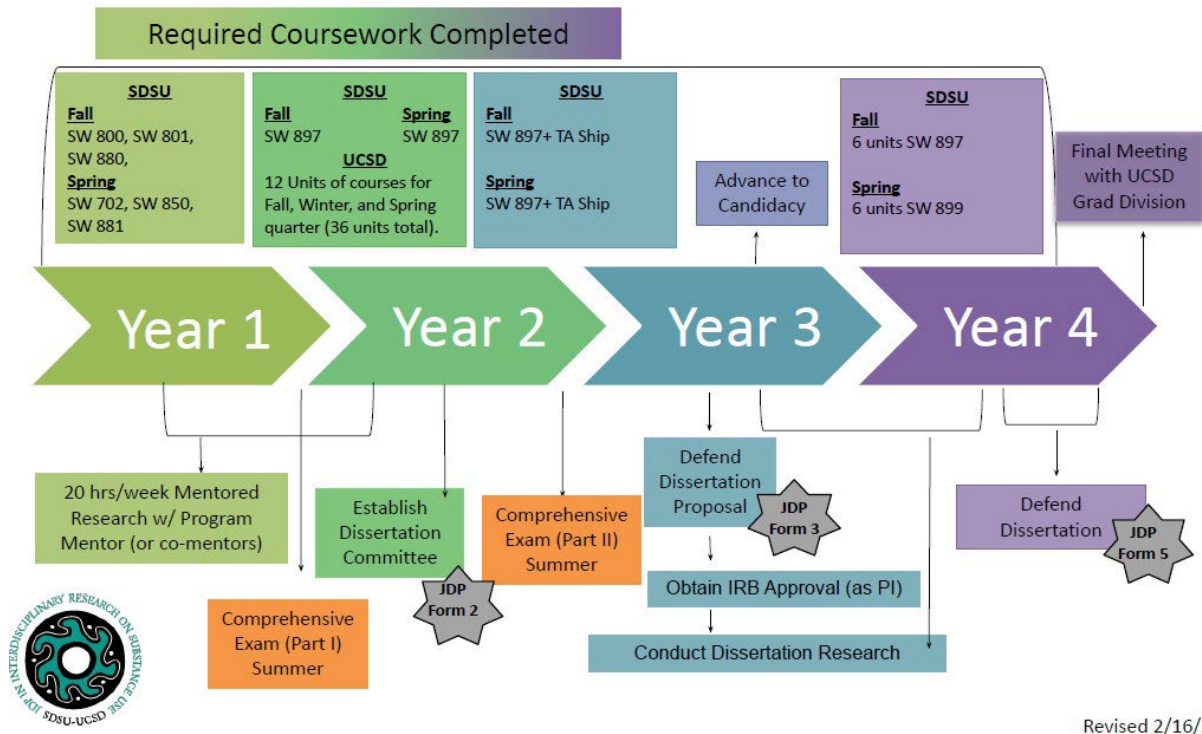 Required Coursework Completed
SDSU
Fall
SW 800, SW 801,
SW 880,
Spring
SW 702, SW 850,
SW 881
SDSU
Fall Spring
SW 897 SW 897
UCSD
12 Units of courses for
Fall, Winter, and Spring
quarter (36 units total).
SDSU
Fall
SW 897+ TA Ship
Spring
SW 897+ TA Ship
Advance to
Candidacy
SDSU
Fall
6 units SW 897
Spring
6 units SW 899
Final Meeting
with UCSD
Grad Division
Year 1
Year 2
Year 3
Year 4
20 hrs/week Mentored
Research w/ Program
Mentor (or co-mentors)
Comprehensive
Exam (Part I)
Summer
Establish
Dissertation
Committee
JDP
Form 2
Comprehensive
Exam (Part II)
Summer
Defend
Dissertation
Proposal
JDP
Form 3
Obtain IRB Approval (as PI)
Conduct Dissertation Research
Defend
Dissertation
JDP
Form 5
JDP IN INTERDISCIPLINARY RESEARCH ON SUBSTANCE USE
SDSU-UCSD
Revised 2/16/